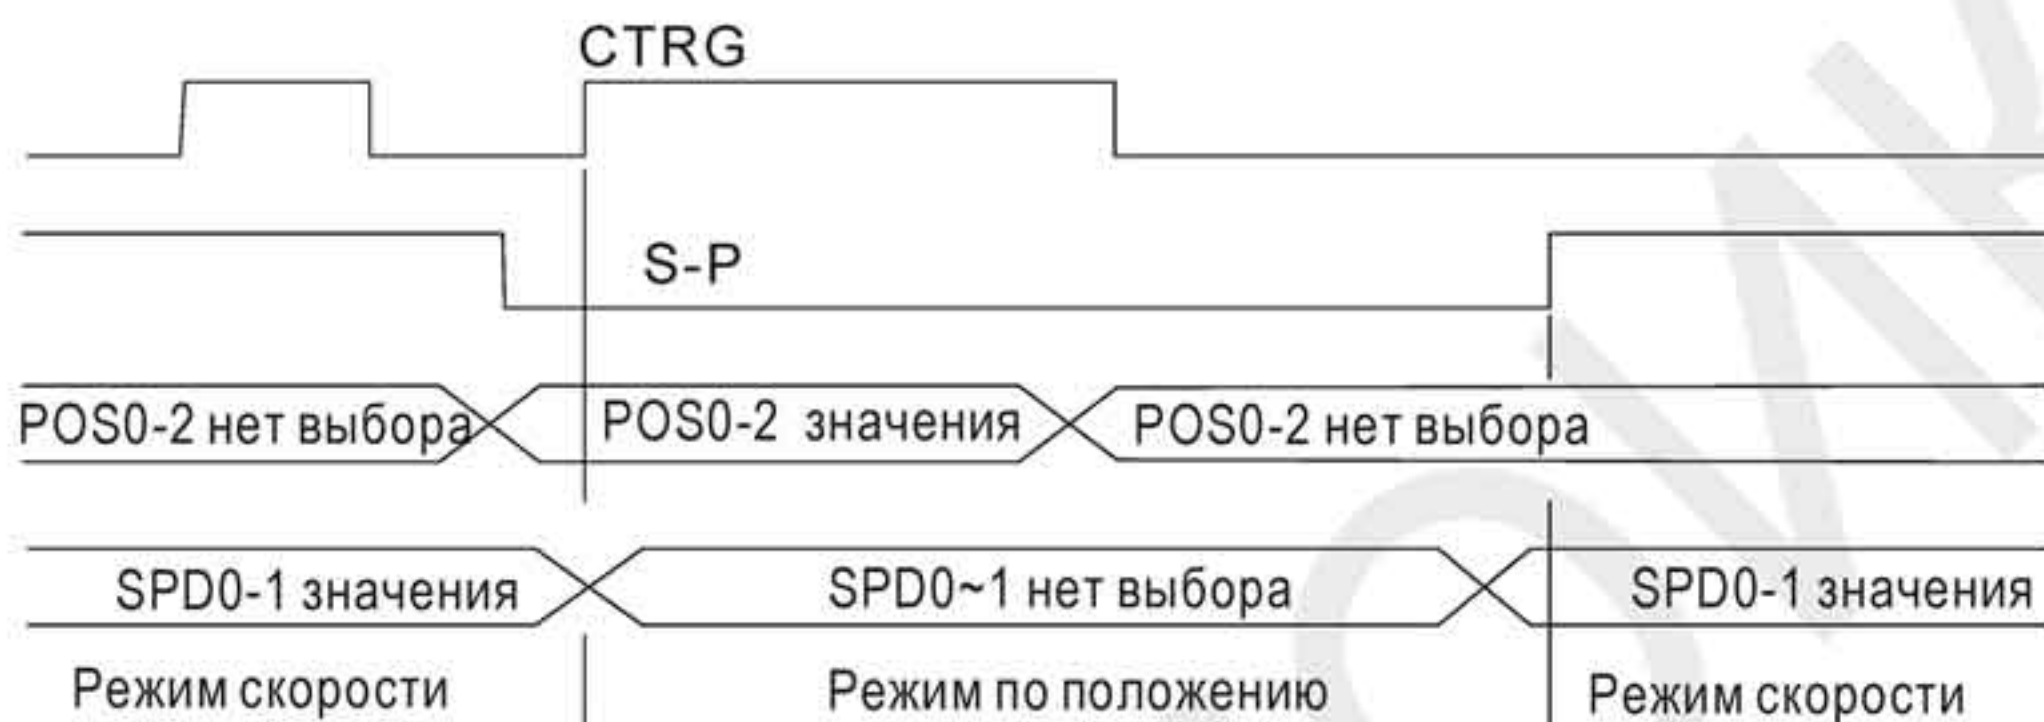 CTRG
S-P
POS0-2 нет выбора POS0-2 значения POS0-2 нет выбора
SPD0-1 значения SPD0~1 нет выбора SPD0-1 значения
Режим скорости Режим по положению Режим скорости